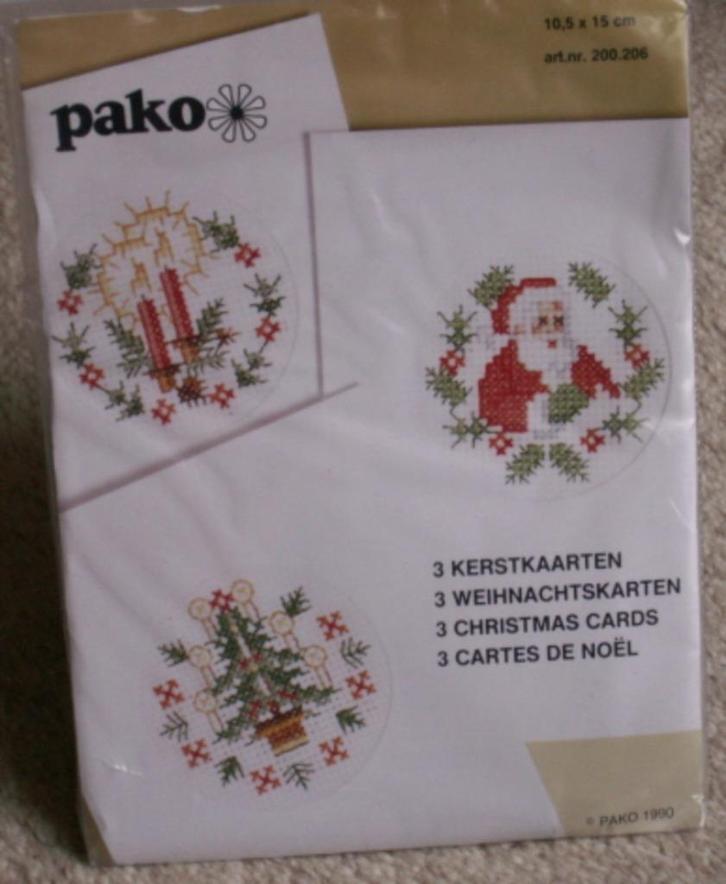 10,5 x 15 cm
art.nr. 200.206
pako
3 KERSTKAARTEN
3 WEIHNACHTSKARTEN
3 CHRISTMAS CARDS
3 CARTES DE NOËL
© PAKO 1990